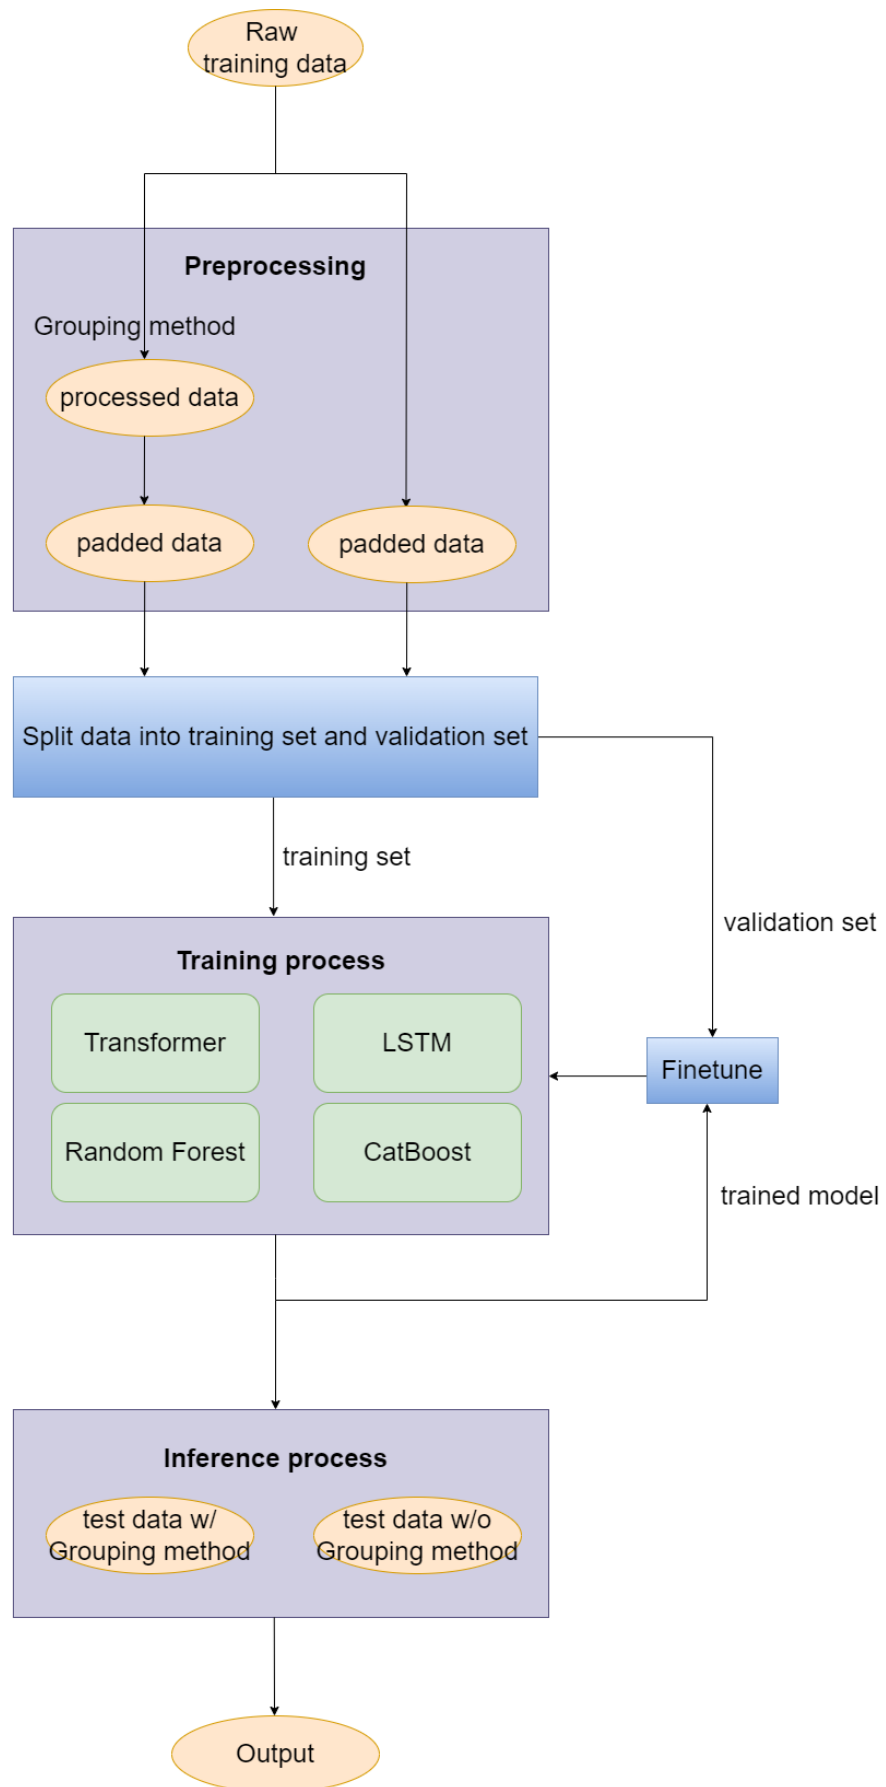 Raw
training data
Preprocessing
Grouping method
processed data
padded data
padded data
Split data into training set and validation set
training set
validation set
Training process
Transformer
LSTM
Finetune
Random Forest
CatBoost
trained model
Inference process
test data w/
Grouping method
test data w/o
Grouping method
Output